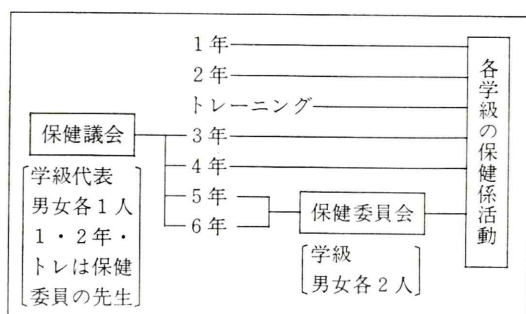 1年
2年
トレーニング
保健議会
3年
4年
5年
6年
学級代表
男女各1人
1・2年・
トレは保健
委員の先生
保健委員会
学級
男女各2人
各学級の保健係活動